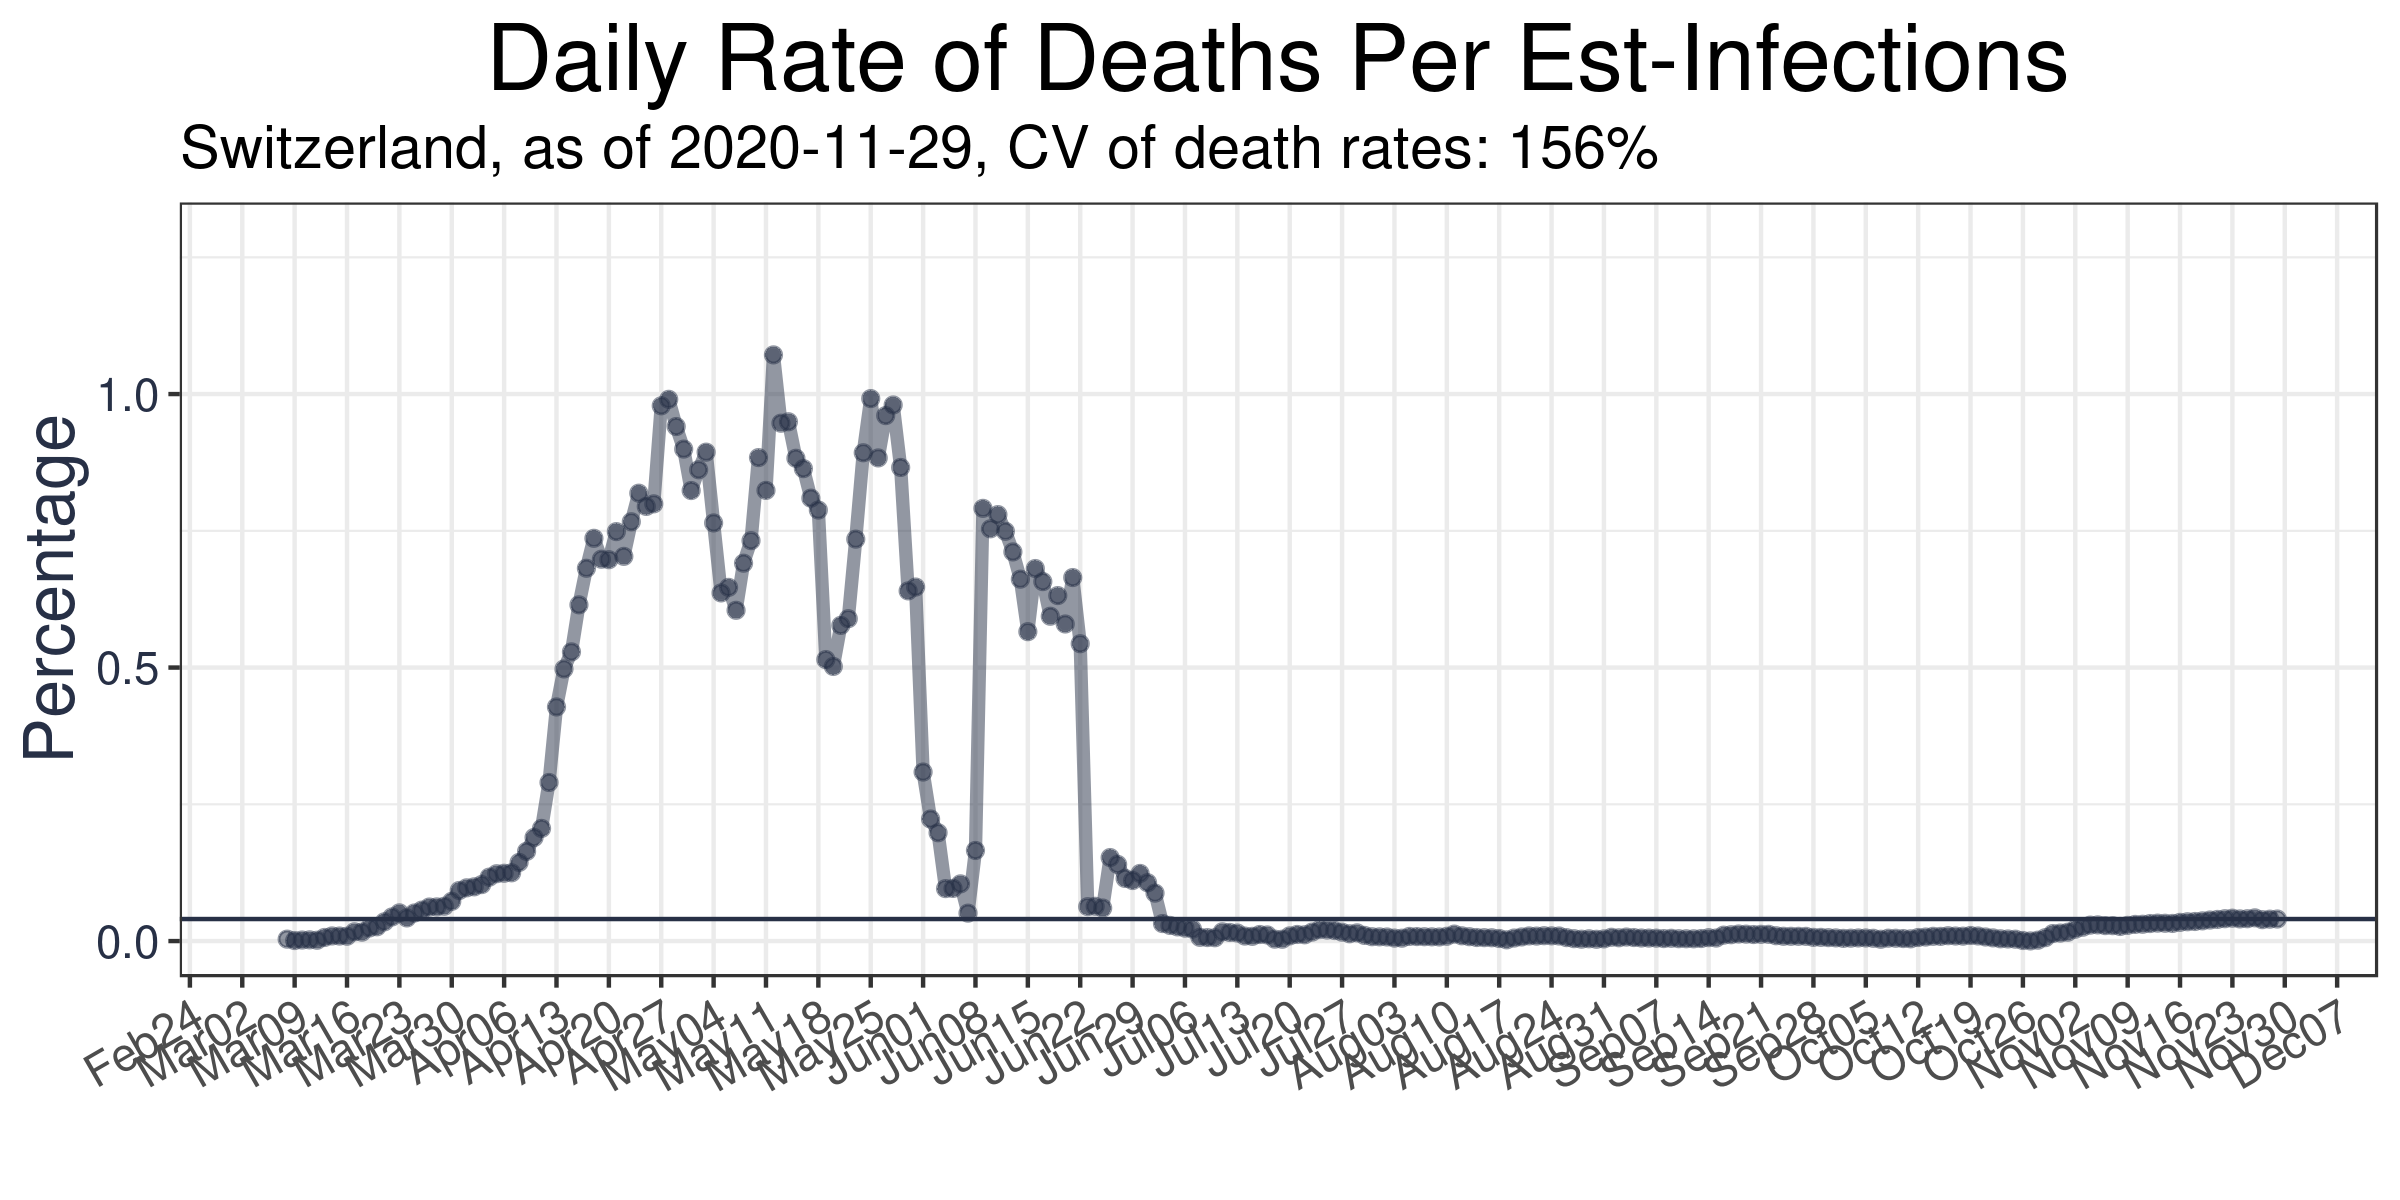 Daily Rate of Deaths Per Est-Infections
Switzerland, as of 2020-11-29, CV of death rates: 156%
Percentage
1.0
0.5
0.0
Feb24
Mar02
Mar09
Mar16
Mar23
Mar30
Apr06
Apr13
Apr20
Apr27
May04
May11
May18
May25
Jun01
Jun08
Jun15
Jun22
Jun29
Jul06
Jul13
Jul20
Jul27
Aug03
Aug10
Aug17
Aug24
Aug31
Sep07
Sep14
Sep21
Sep28
Oct05
Oct12
Oct19
Oct26
Nov02
Nov09
Nov16
Nov23
Nov30
Dec07